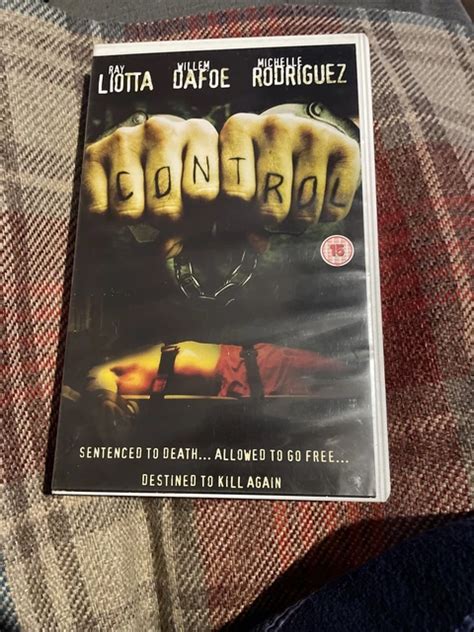 RAY WILLEM MICHELLE
LIOTTA DAFOE RODRIGUEZ
CONTROL
15
SENTENCED TO DEATH... ALLOWED TO GO FREE...
DESTINED TO KILL AGAIN